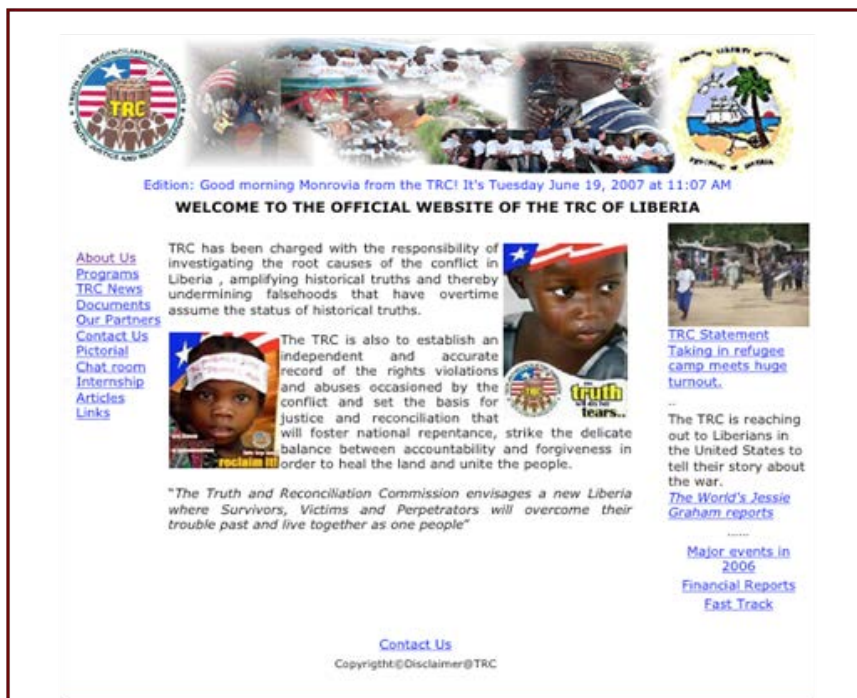 TRUTH AND RECONCILIATION COMMISSION
TRC
TRUTH, JUSTICE AND RECONCILIATION
Edition: Good morning Monrovia from the TRC! It's Tuesday June 19, 2007 at 11:07 AM
WELCOME TO THE OFFICIAL WEBSITE OF THE TRC OF LIBERIA
About Us
Programs
TRC News
Documents
Our Partners
Contact Us
Pictorial
Chat room
Internship
Articles
Links
TRC has been charged with the responsibility of
investigating the root causes of the conflict in
Liberia , amplifying historical truths and thereby
undermining falsehoods that have overtime
assume the status of historical truths.
The TRC is also to establish an
independent and accurate
record of the rights violations
and abuses occasioned by the
conflict and set the basis for
justice and reconciliation that
will foster national repentance, strike the delicate
balance between accountability and forgiveness in
order to heal the land and unite the people.
reclaim it!
TRC
truth
tears..
"The Truth and Reconciliation Commission envisages a new Liberia
where Survivors, Victims and Perpetrators will overcome their
trouble past and live together as one people"
TRC Statement
Taking in refugee
camp meets huge
turnout.
..
The TRC is reaching
out to Liberians in
the United States to
tell their story about
the war.
The World's Jessie
Graham reports
......
Major events in
2006
Financial Reports
Fast Track
Contact Us
Copyrigtht©Disclaimer@TRC